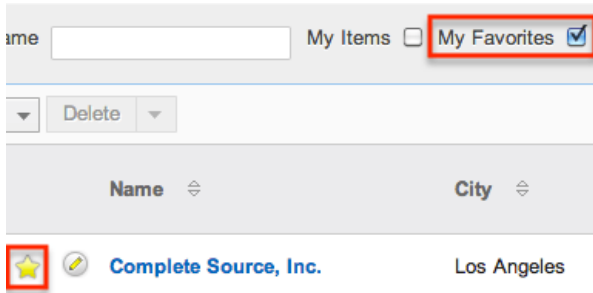 ame My Items My Favorites
Delete
Name City
Complete Source, Inc. Los Angeles